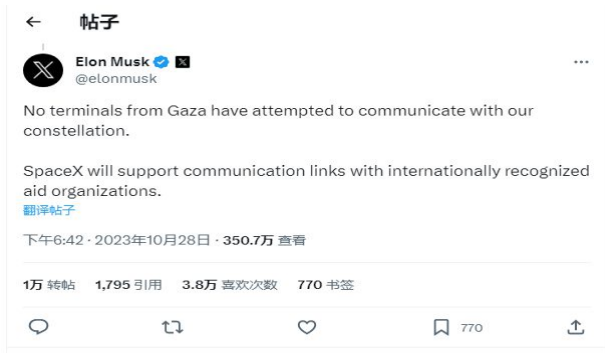 帖子
Elon Musk
@elonmusk
No terminals from Gaza have attempted to communicate with our
constellation.
SpaceX will support communication links with internationally recognized
aid organizations.
翻译帖子
下午6:42 · 2023年10月28日 · 350.7万 查看
1万 转帖 1,795 引用 3.8万 喜欢次数 770 书签
770